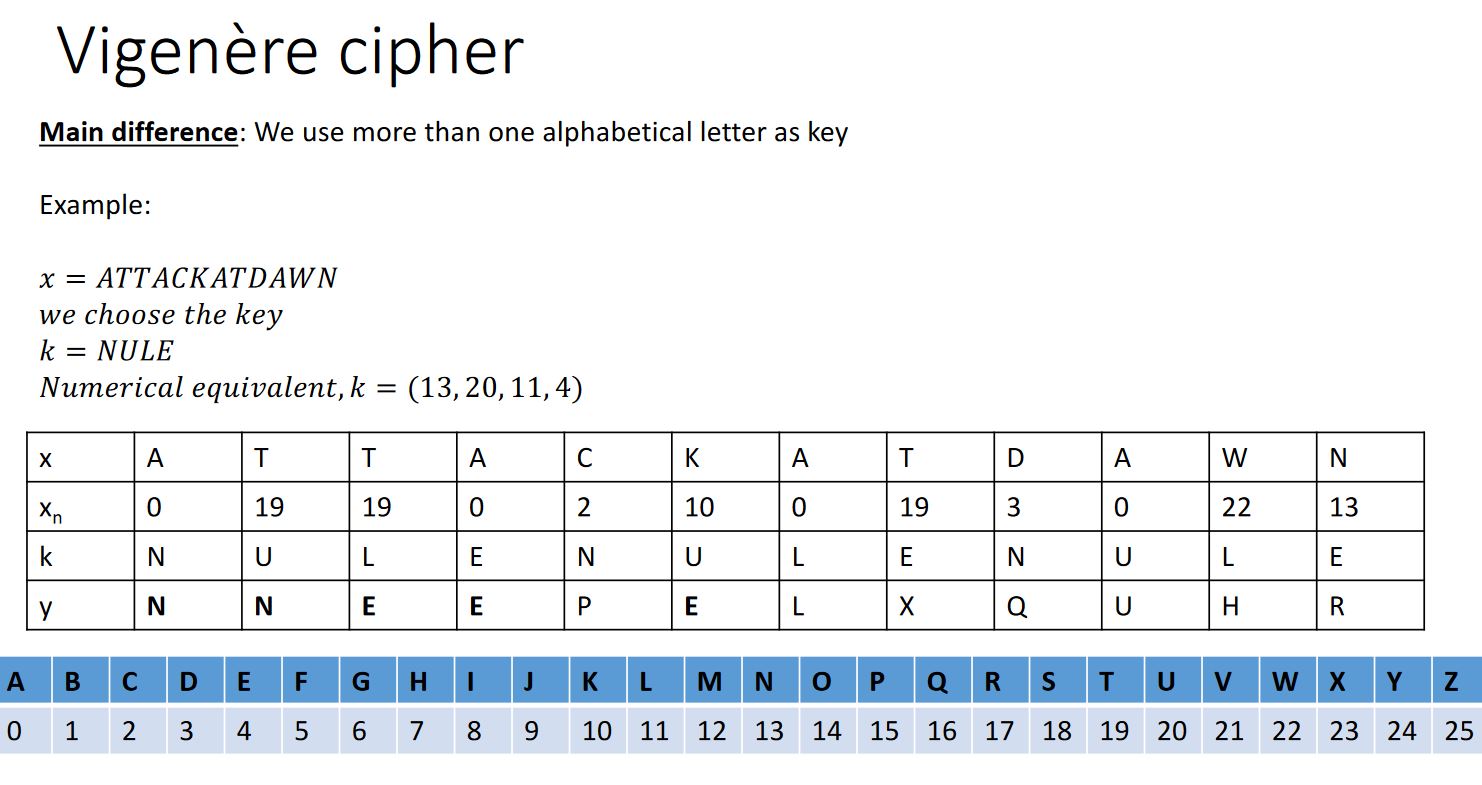 Vigenère cipher
Main difference: We use more than one alphabetical letter as key
Example:
x = ATTACKATDAWN
we choose the key
k = NULE
Numerical equivalent, k = (13, 20, 11, 4)
x A T T A C K A T D A W N
xn 0 19 19 0 2 10 0 19 3 0 22 13
k N U L E N U L E N U L E
y N N E E P E L X Q U H R
A B C D E F G H I J K L M N O P Q R S T U V W X Y Z
0 1 2 3 4 5 6 7 8 9 10 11 12 13 14 15 16 17 18 19 20 21 22 23 24 25